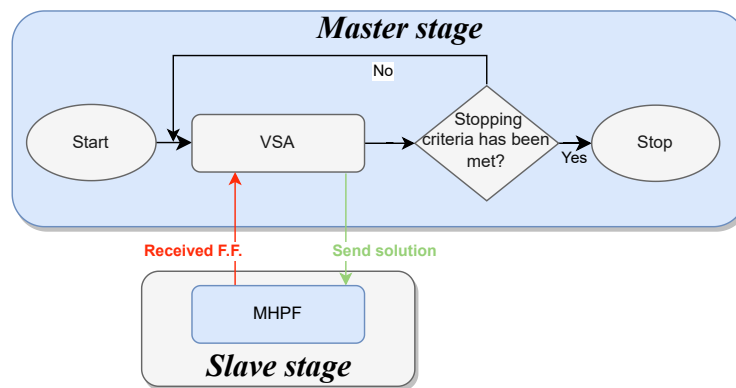 Master stage
No
Start
VSA
Stopping
criteria has been
met?
Yes
Stop
Received F.F.
Send solution
MHPF
Slave stage